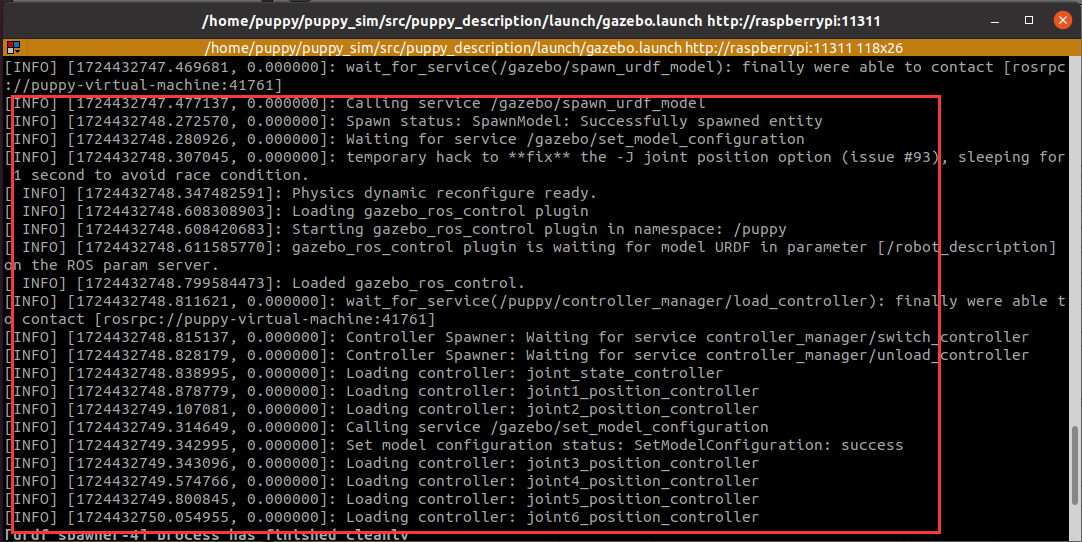 /home/puppy/puppy_sim/src/puppy_description/launch/gazebo.launch http://raspberrypi:11311
/home/puppy/puppy_sim/src/puppy_description/launch/gazebo.launch http://raspberrypi:11311 118x26
[INFO] [1724432747.469681, 0.000000]: wait_for_service(/gazebo/spawn_urdf_model): finally were able to contact [rosrpc
://puppy-virtual-machine:41761]
[INFO] [1724432747.477137, 0.000000]: Calling service /gazebo/spawn_urdf_model
[INFO] [1724432748.272570, 0.000000]: Spawn status: SpawnModel: Successfully spawned entity
[INFO] [1724432748.280926, 0.000000]: Waiting for service /gazebo/set_model_configuration
[INFO] [1724432748.307045, 0.000000]: temporary hack to **fix** the -J joint position option (issue #93), sleeping for
1 second to avoid race condition.
[ INFO] [1724432748.347482591]: Physics dynamic reconfigure ready.
[ INFO] [1724432748.608308903]: Loading gazebo_ros_control plugin
[ INFO] [1724432748.608420683]: Starting gazebo_ros_control plugin in namespace: /puppy
[ INFO] [1724432748.611585770]: gazebo_ros_control plugin is waiting for model URDF in parameter [/robot_description]
on the ROS param server.
[ INFO] [1724432748.799584473]: Loaded gazebo_ros_control.
[INFO] [1724432748.811621, 0.000000]: wait_for_service(/puppy/controller_manager/load_controller): finally were able t
o contact [rosrpc://puppy-virtual-machine:41761]
[INFO] [1724432748.815137, 0.000000]: Controller Spawner: Waiting for service controller_manager/switch_controller
[INFO] [1724432748.828179, 0.000000]: Controller Spawner: Waiting for service controller_manager/unload_controller
[INFO] [1724432748.838995, 0.000000]: Loading controller: joint_state_controller
[INFO] [1724432748.878779, 0.000000]: Loading controller: joint1_position_controller
[INFO] [1724432749.107081, 0.000000]: Loading controller: joint2_position_controller
[INFO] [1724432749.314649, 0.000000]: Calling service /gazebo/set_model_configuration
[INFO] [1724432749.342995, 0.000000]: Set model configuration status: SetModelConfiguration: success
[INFO] [1724432749.343096, 0.000000]: Loading controller: joint3_position_controller
[INFO] [1724432749.574766, 0.000000]: Loading controller: joint4_position_controller
[INFO] [1724432749.800845, 0.000000]: Loading controller: joint5_position_controller
[INFO] [1724432750.054955, 0.000000]: Loading controller: joint6_position_controller
[urdf_spawner-4] process has finished cleanly